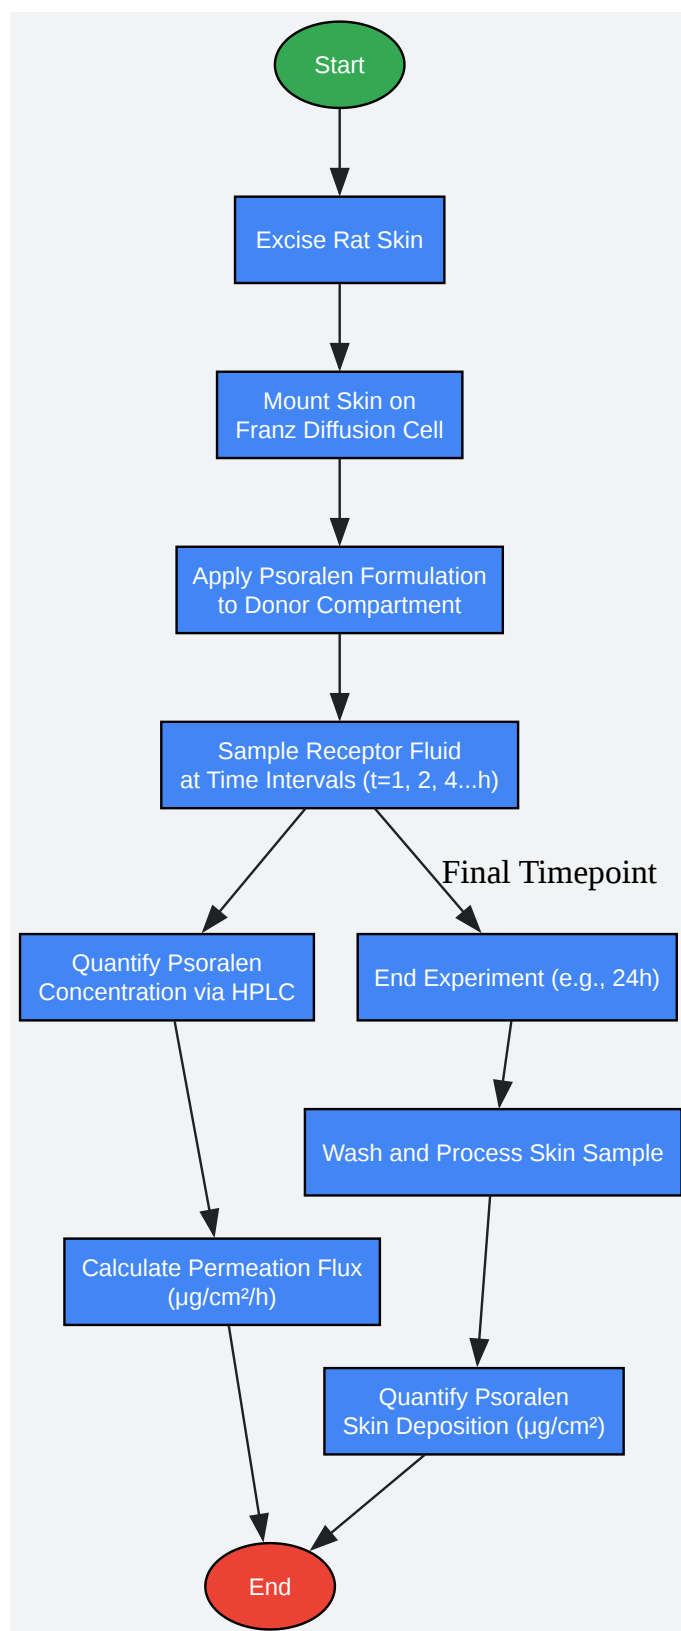 Start
Excise Rat Skin
Mount Skin on
Franz Diffusion Cell
Apply Psoralen Formulation
to Donor Compartment
Sample Receptor Fluid
at Time Intervals (t=1, 2, 4...h)
Final Timepoint
Quantify Psoralen
Concentration via HPLC
End Experiment (e.g., 24h)
Wash and Process Skin Sample
Calculate Permeation Flux
(µg/cm²/h)
Quantify Psoralen
Skin Deposition (µg/cm²)
End